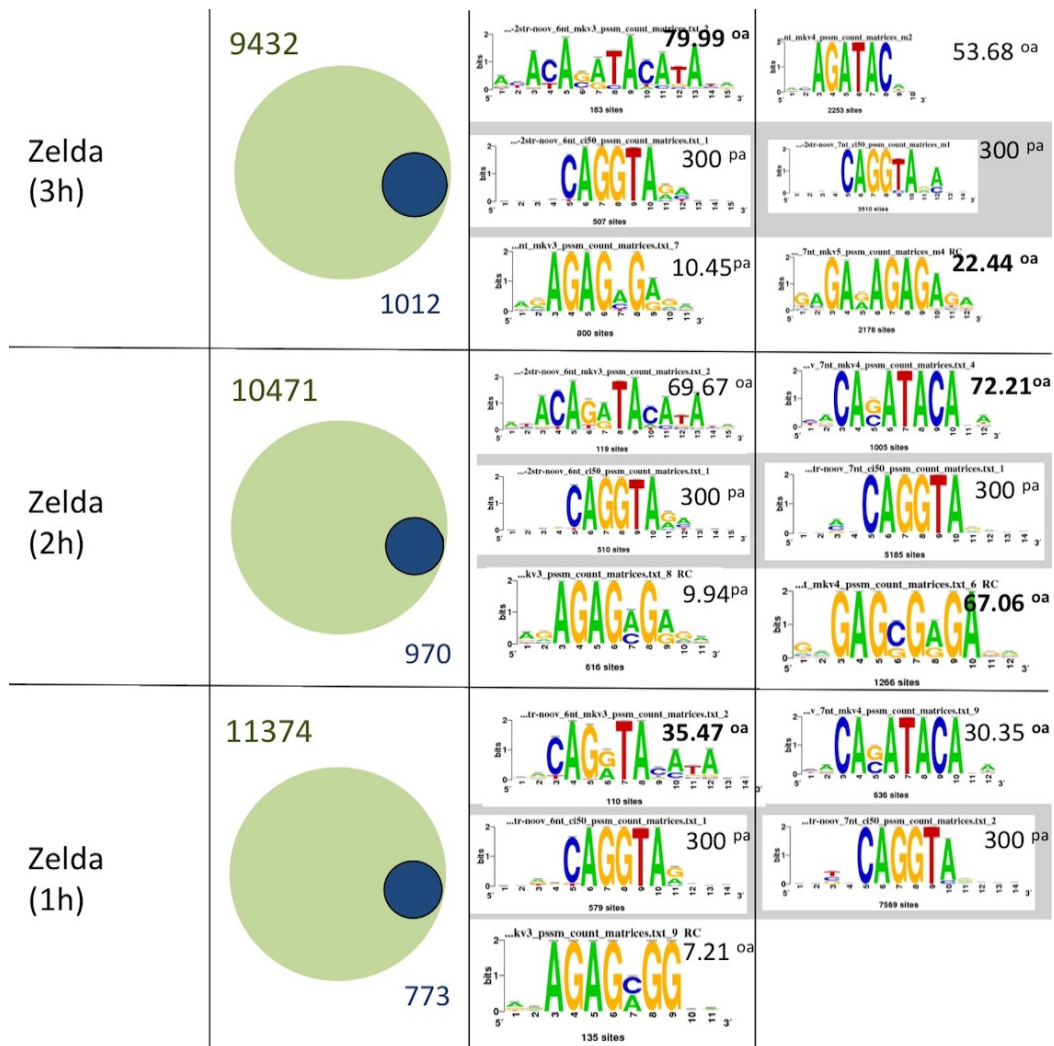 Zelda
(3h)
9432
1012
...-2str-noov_6nt_mkv3_pssm_count_matrices.txt_2
79.99 oa
183 sites
nt_mkv4_pssm_count_matrices_m2
53.68 oa
2253 sites
...-2str-noov_6nt_ci50_pssm_count_matrices.txt_1
300 pa
CAGGTA
507 sites
...-2str-noov_7nt_ci50_pssm_count_matrices_m1
300 pa
CAGGTA
3910 sites
...nt_mkv3_pssm_count_matrices.txt_7
10.45 pa
800 sites
..._7nt_mkv5_pssm_count_matrices_m4 RC
22.44 oa
2176 sites
Zelda
(2h)
10471
970
...-2str-noov_6nt_mkv3_pssm_count_matrices.txt_2
69.67 oa
119 sites
...v_7nt_mkv4_pssm_count_matrices.txt_4
72.21 oa
1005 sites
...-2str-noov_6nt_ci50_pssm_count_matrices.txt_1
300 pa
CAGGTA
510 sites
...tr-noov_7nt_ci50_pssm_count_matrices.txt_1
300 pa
CAGGTA
5185 sites
...kv3_pssm_count_matrices.txt_8 RC
9.94 pa
616 sites
...t_mkv4_pssm_count_matrices.txt_6 RC
67.06 oa
1266 sites
Zelda
(1h)
11374
773
...tr-noov_6nt_mkv3_pssm_count_matrices.txt_2
35.47 oa
110 sites
...v_7nt_mkv4_pssm_count_matrices.txt_9
30.35 oa
636 sites
...tr-noov_6nt_ci50_pssm_count_matrices.txt_1
300 pa
CAGGTA
579 sites
...tr-noov_7nt_ci50_pssm_count_matrices.txt_2
300 pa
CAGGTA
7569 sites
...kv3_pssm_count_matrices.txt_9 RC
7.21 oa
135 sites